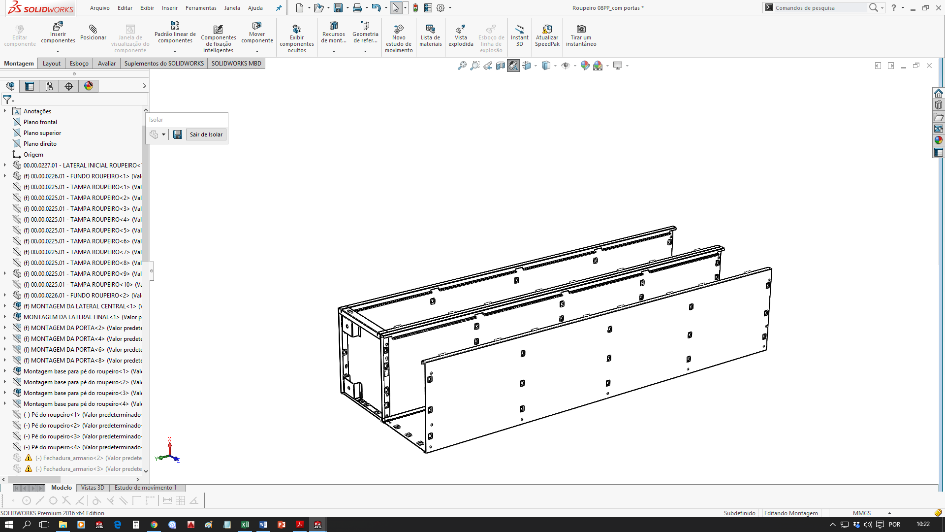 SOLIDWORKS
Arquivo Editar Exibir Inserir Ferramentas Janela Ajuda
Roupeiro 08PP_com portas *
Comandos de pesquisa
Editar componente
Inserir componentes
Posicionar
Janela de visualização de componente
Padrão linear de componentes
Componentes de fixação inteligentes
Mover componente
Exibir componentes ocultos
Recursos de mont...
Geometria de refer...
Novo estudo de movimento
Lista de materiais
Vista explodida
Esboço de linha de explosão
Instant 3D
Atualizar SpeedPak
Tirar um instantâneo
Montagem Layout Esboço Avaliar Suplementos do SOLIDWORKS SOLIDWORKS MBD
Isolar
Sair de Isolar
Anotações
Plano frontal
Plano superior
Plano direito
Origem
00.00.0227.01 - LATERAL INICIAL ROUPEIRO<
(f) 00.00.0226.01 - FUNDO ROUPEIRO<1> (Val
(f) 00.00.0225.01 - TAMPA ROUPEIRO<1> (Val
(f) 00.00.0225.01 - TAMPA ROUPEIRO<2> (Val
(f) 00.00.0225.01 - TAMPA ROUPEIRO<3> (Val
(f) 00.00.0225.01 - TAMPA ROUPEIRO<4> (Val
(f) 00.00.0225.01 - TAMPA ROUPEIRO<5> (Val
(f) 00.00.0225.01 - TAMPA ROUPEIRO<6> (Val
(f) 00.00.0225.01 - TAMPA ROUPEIRO<7> (Val
(f) 00.00.0225.01 - TAMPA ROUPEIRO<8> (Val
(f) 00.00.0225.01 - TAMPA ROUPEIRO<9> (Val
(f) 00.00.0225.01 - TAMPA ROUPEIRO<10> (Va
(f) 00.00.0226.01 - FUNDO ROUPEIRO<2> (Val
(f) MONTAGEM DA LATERAL CENTRAL<1> (
MONTAGEM DA LATERAL FINAL<1> (Valor
(f) MONTAGEM DA PORTA<2> (Valor predete
(f) MONTAGEM DA PORTA<4> (Valor predete
(f) MONTAGEM DA PORTA<6> (Valor predete
(f) MONTAGEM DA PORTA<8> (Valor predete
Montagem base para pé do roupeiro<1> (Val
Montagem base para pé do roupeiro<2> (Val
Montagem base para pé do roupeiro<3> (Val
Montagem base para pé do roupeiro<4> (Val
(-) Pé do roupeiro<1> (Valor predeterminado
(-) Pé do roupeiro<2> (Valor predeterminado
(-) Pé do roupeiro<3> (Valor predeterminado
(-) Pé do roupeiro<4> (Valor predeterminado
(-) Fechadura_armario<2> (Valor predete
(-) Fechadura_armario<3> (Valor predete
Modelo Vistas 3D Estudo de movimento 1
SOLIDWORKS Premium 2016 x64 Edition
Subdefinido Editando Montagem MMGS
POR 10:22